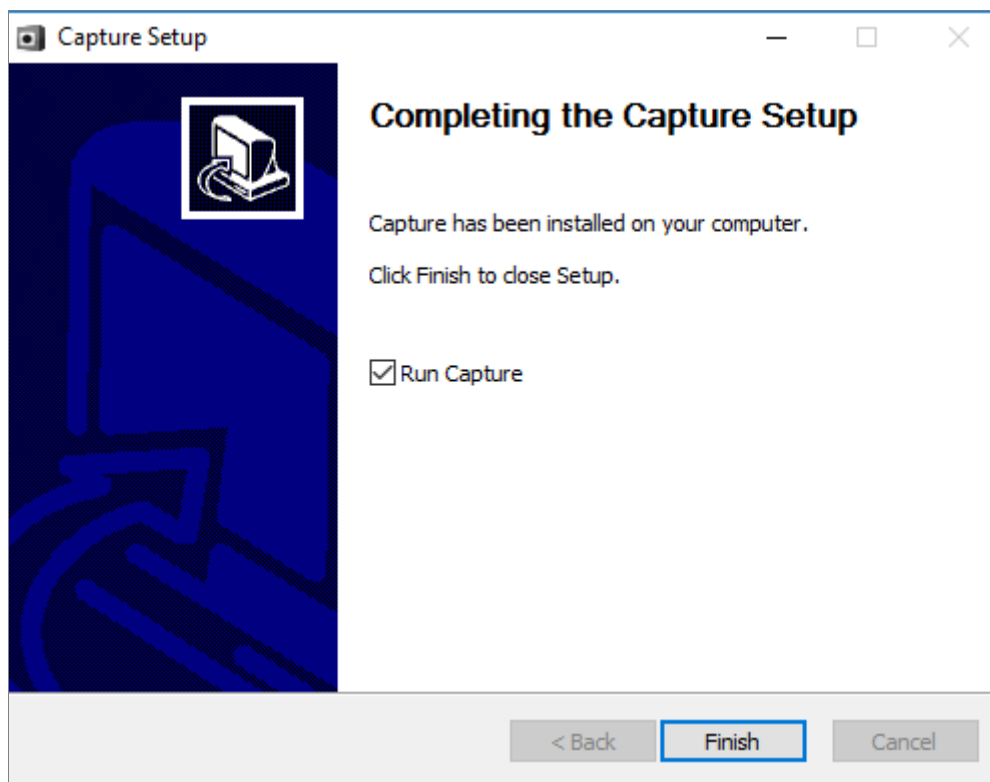 Capture Setup
Completing the Capture Setup
Capture has been installed on your computer.
Click Finish to close Setup.
Run Capture
< Back Finish Cancel